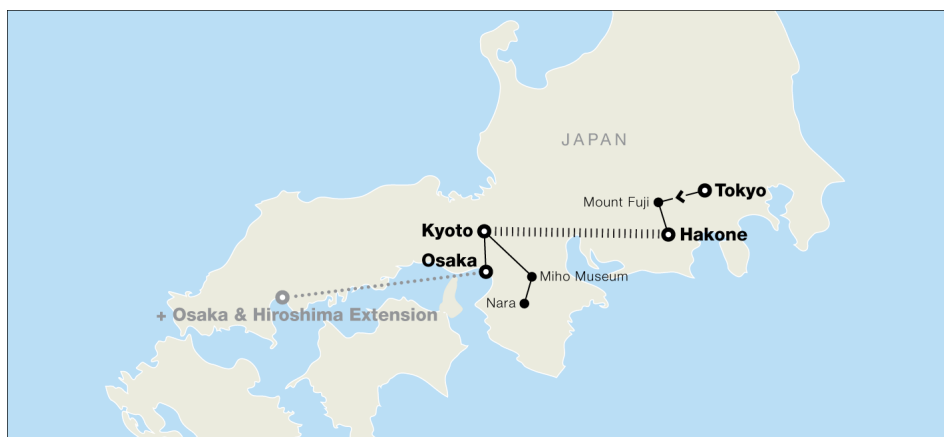 JAPAN
Tokyo
Mount Fuji
Hakone
Kyoto
Osaka
Miho Museum
Nara
+ Osaka & Hiroshima Extension